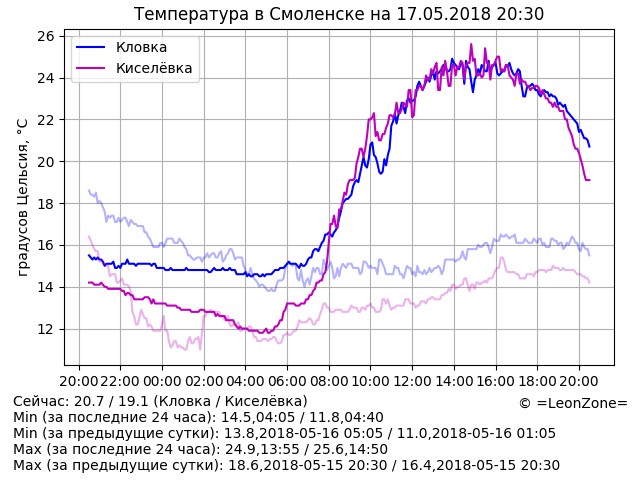 Температура в Смоленске на 17.05.2018 20:30
26
24
22
20
18
16
14
12
градусов Цельсия, °C
Кловка
Киселёвка
20:00 22:00 00:00 02:00 04:00 06:00 08:00 10:00 12:00 14:00 16:00 18:00 20:00
Сейчас: 20.7 / 19.1 (Кловка / Киселёвка)
© =LeonZone=
Min (за последние 24 часа): 14.5,04:05 / 11.8,04:40
Min (за предыдущие сутки): 13.8,2018-05-16 05:05 / 11.0,2018-05-16 01:05
Max (за последние 24 часа): 24.9,13:55 / 25.6,14:50
Max (за предыдущие сутки): 18.6,2018-05-15 20:30 / 16.4,2018-05-15 20:30